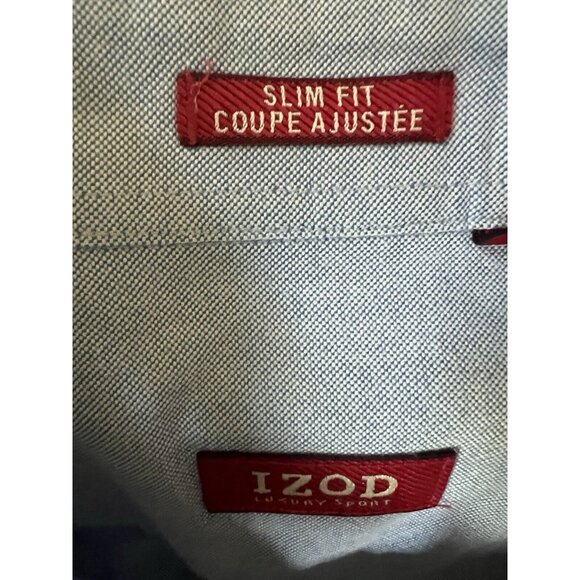 SLIM FIT
COUPE AJUSTÉE
IZOD
LUXURY SPORT